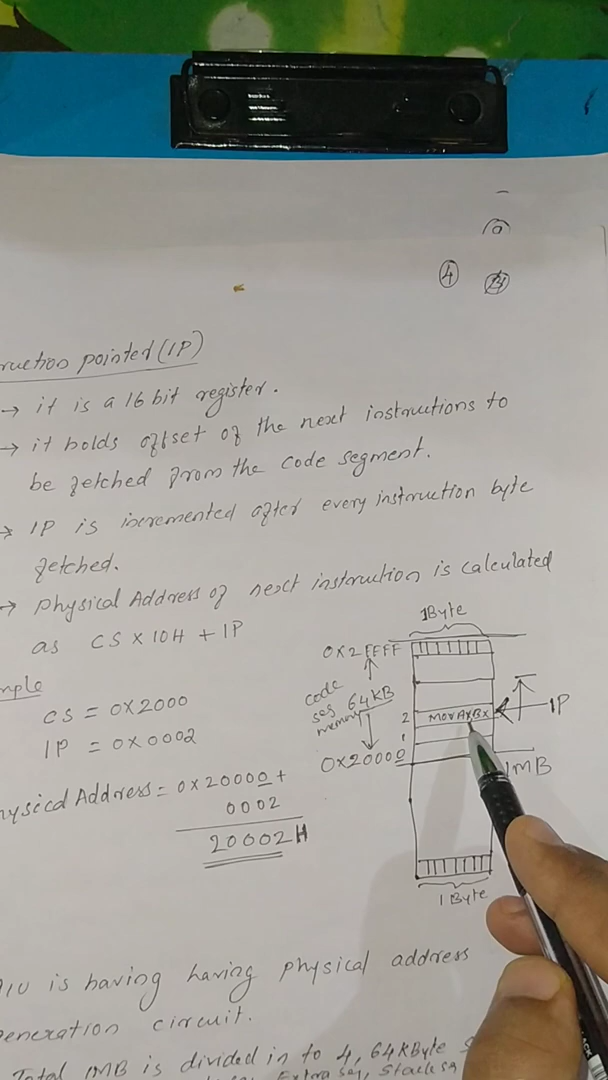 ④
ruction pointed (IP)
→ it is a 16 bit register.
→ it holds offset of the next instructions to
be fetched from the code segment.
→ IP is incremented after every instruction byte
fetched.
→ physical Address of next instruction is calculated
as CS X 10H + IP
mple
CS = 0X2000
IP = 0X0002
hysical Address = 0X20000 +
0002
20002H
1Byte
0X2FFFF
code
seg 64KB
memory
2 MOV AX BX
IP
1
0X20000
1MB
1 Byte
BIU is having having physical address
generation circuit.
Total 1MB is divided in to 4, 64kByte
Extra seg, Stack